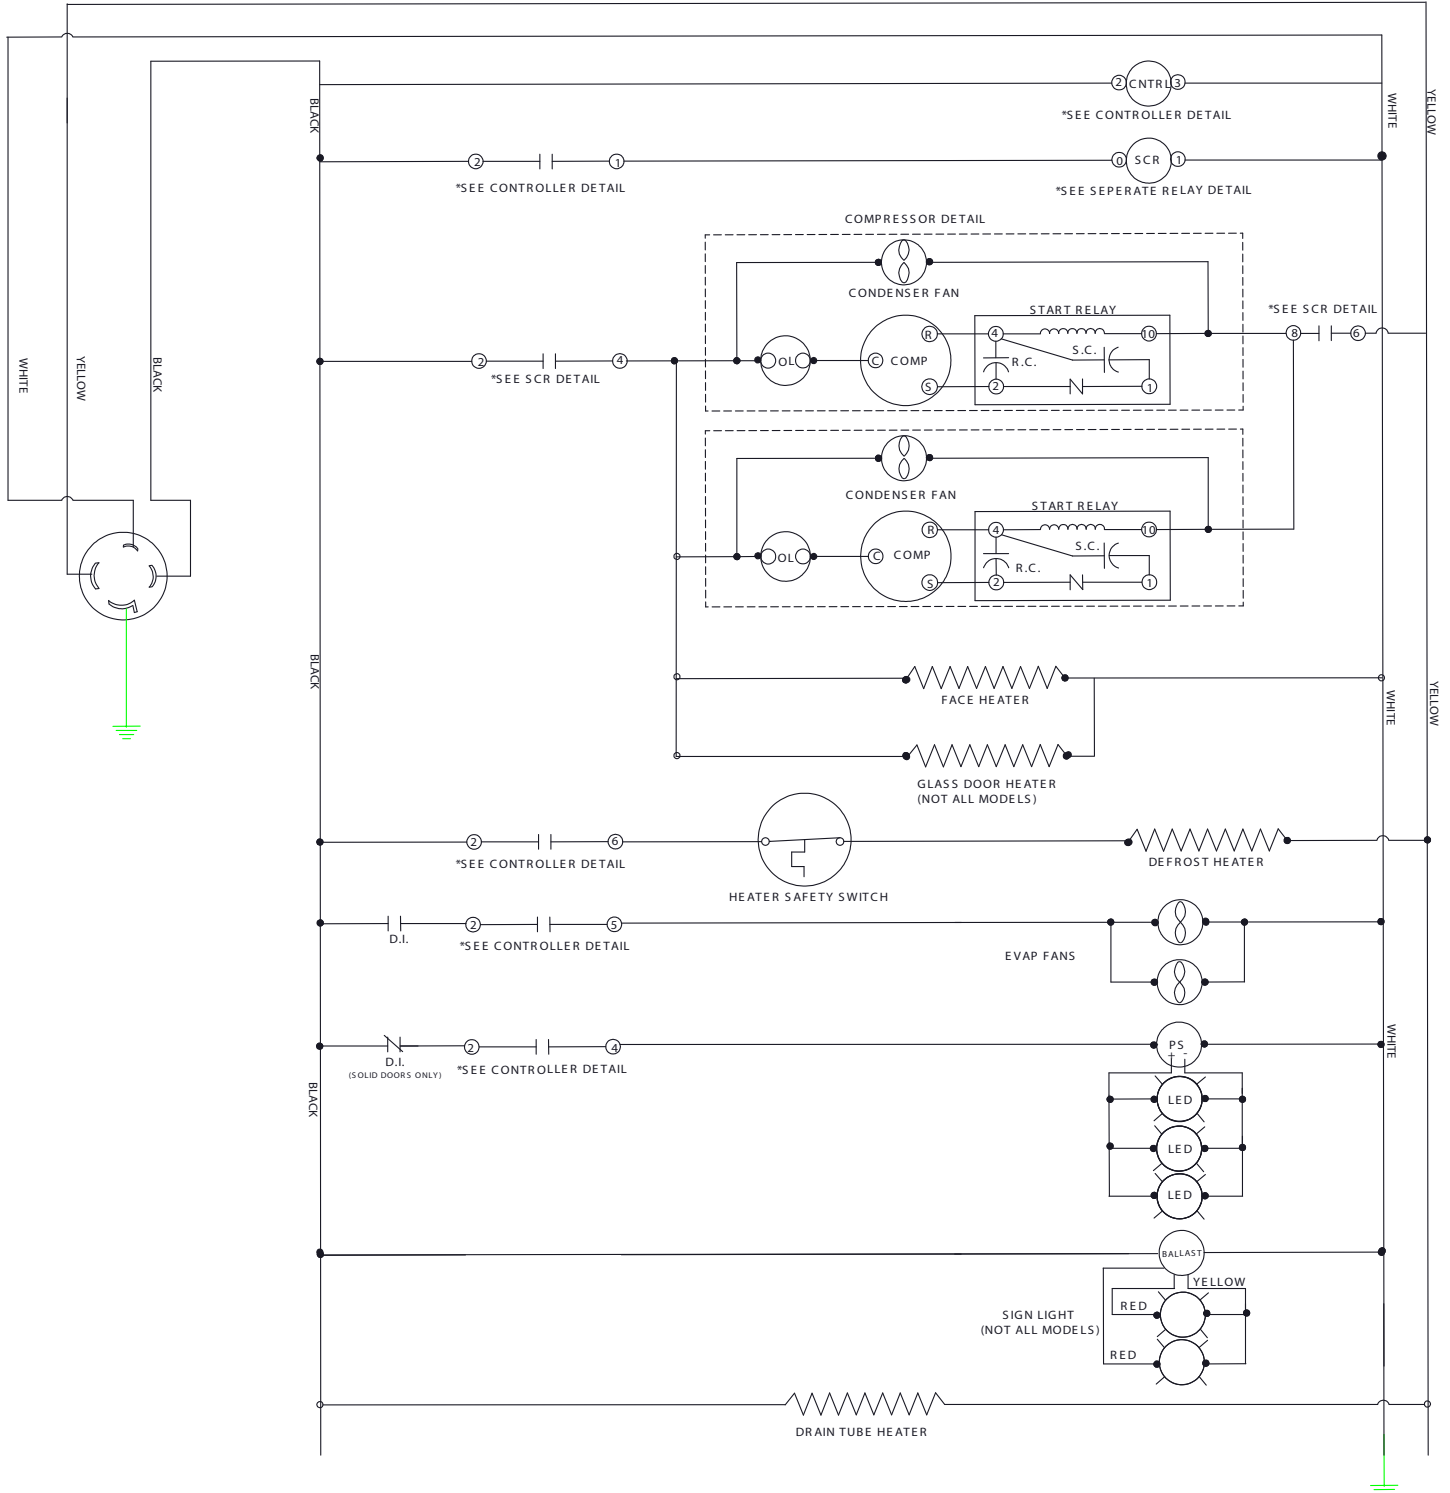 BLACK
2 CNTRL 3
WHITE
YELLOW
*SEE CONTROLLER DETAIL
2 1
0 SCR 1
*SEE CONTROLLER DETAIL
*SEE SEPERATE RELAY DETAIL
COMPRESSOR DETAIL
CONDENSER FAN
START RELAY
*SEE SCR DETAIL
R 4 10
8 6
S.C.
2 4
OL
C COMP
R.C.
*SEE SCR DETAIL
S 2 1
WHITE
YELLOW
BLACK
CONDENSER FAN
START RELAY
R 4 10
S.C.
OL
C COMP
R.C.
S 2 1
BLACK
FACE HEATER
WHITE
YELLOW
GLASS DOOR HEATER
(NOT ALL MODELS)
2 6
*SEE CONTROLLER DETAIL
DEFROST HEATER
HEATER SAFETY SWITCH
2 5
D.I.
*SEE CONTROLLER DETAIL
EVAP FANS
2 4
PS
+ -
WHITE
D.I.
(SOLID DOORS ONLY)
*SEE CONTROLLER DETAIL
BLACK
LED
LED
LED
BALLAST
YELLOW
RED
SIGN LIGHT
(NOT ALL MODELS)
RED
DRAIN TUBE HEATER